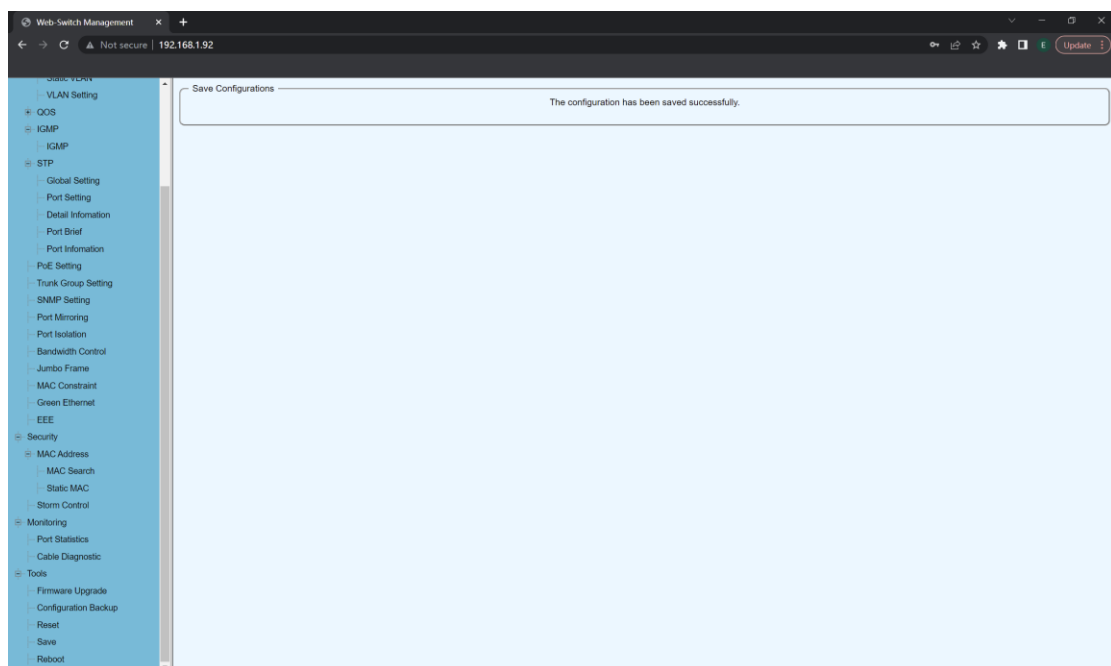 Web-Switch Management
Not secure | 192.168.1.92
E
Update
Static VLAN
VLAN Setting
QOS
IGMP
IGMP
STP
Global Setting
Port Setting
Detail Infomation
Port Brief
Port Infomation
PoE Setting
Trunk Group Setting
SNMP Setting
Port Mirroring
Port Isolation
Bandwidth Control
Jumbo Frame
MAC Constraint
Green Ethernet
EEE
Security
MAC Address
MAC Search
Static MAC
Storm Control
Monitoring
Port Statistics
Cable Diagnostic
Tools
Firmware Upgrade
Configuration Backup
Reset
Save
Reboot
Save Configurations
The configuration has been saved successfully.